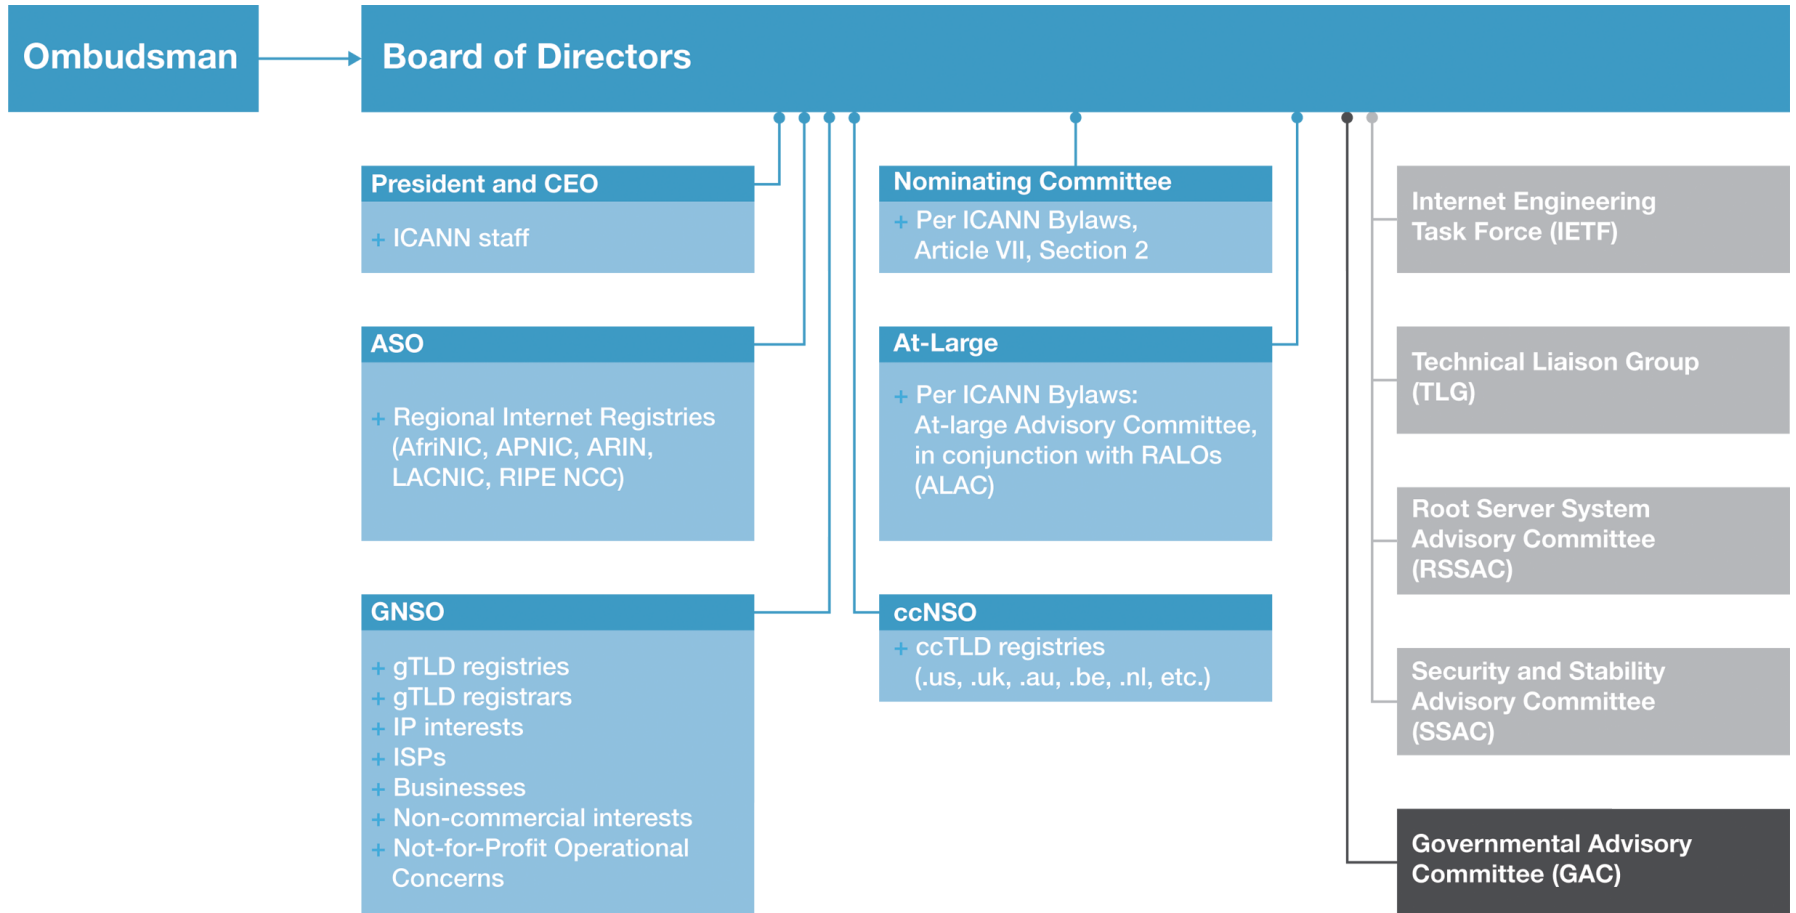 Ombudsman
Board of Directors
President and CEO
+ ICANN staff
ASO
+ Regional Internet Registries
(AfriNIC, APNIC, ARIN,
LACNIC, RIPE NCC)
GNSO
+ gTLD registries
+ gTLD registrars
+ IP interests
+ ISPs
+ Businesses
+ Non-commercial interests
+ Not-for-Profit Operational
Concerns
Nominating Committee
+ Per ICANN Bylaws,
Article VII, Section 2
At-Large
+ Per ICANN Bylaws:
At-large Advisory Committee,
in conjunction with RALOs
(ALAC)
ccNSO
+ ccTLD registries
(.us, .uk, .au, .be, .nl, etc.)
Internet Engineering
Task Force (IETF)
Technical Liaison Group
(TLG)
Root Server System
Advisory Committee
(RSSAC)
Security and Stability
Advisory Committee
(SSAC)
Governmental Advisory
Committee (GAC)